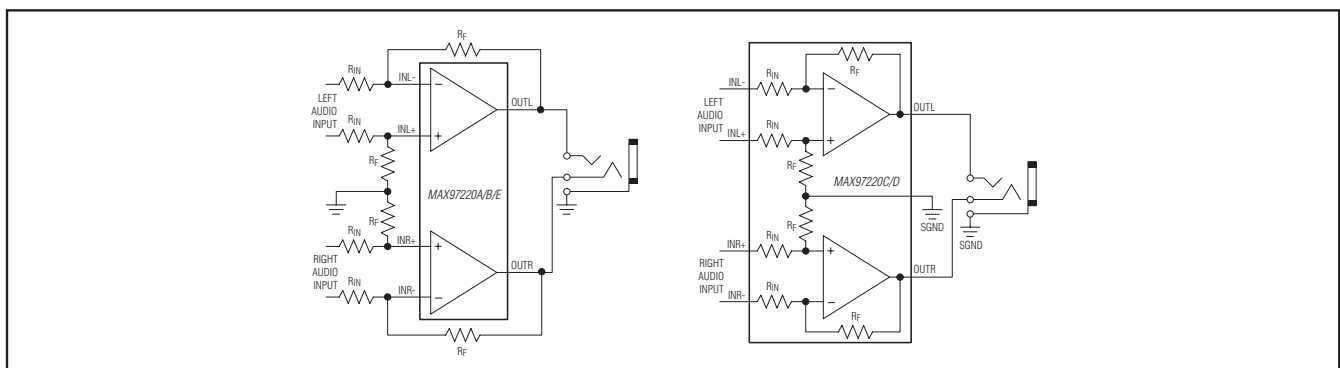 RF
RIN
INL-
LEFT
AUDIO
INPUT
RIN
INL+
OUTL
RF
MAX97220A/B/E
RF
RIN
INR+
RIGHT
AUDIO
INPUT
OUTR
RIN
INR-
RF
INL-
RIN
RF
LEFT
AUDIO
INPUT
OUTL
INL+
RIN
RF
MAX97220C/D
RF
SGND
SGND
INR+
RIN
RIGHT
AUDIO
INPUT
OUTR
INR-
RIN
RF